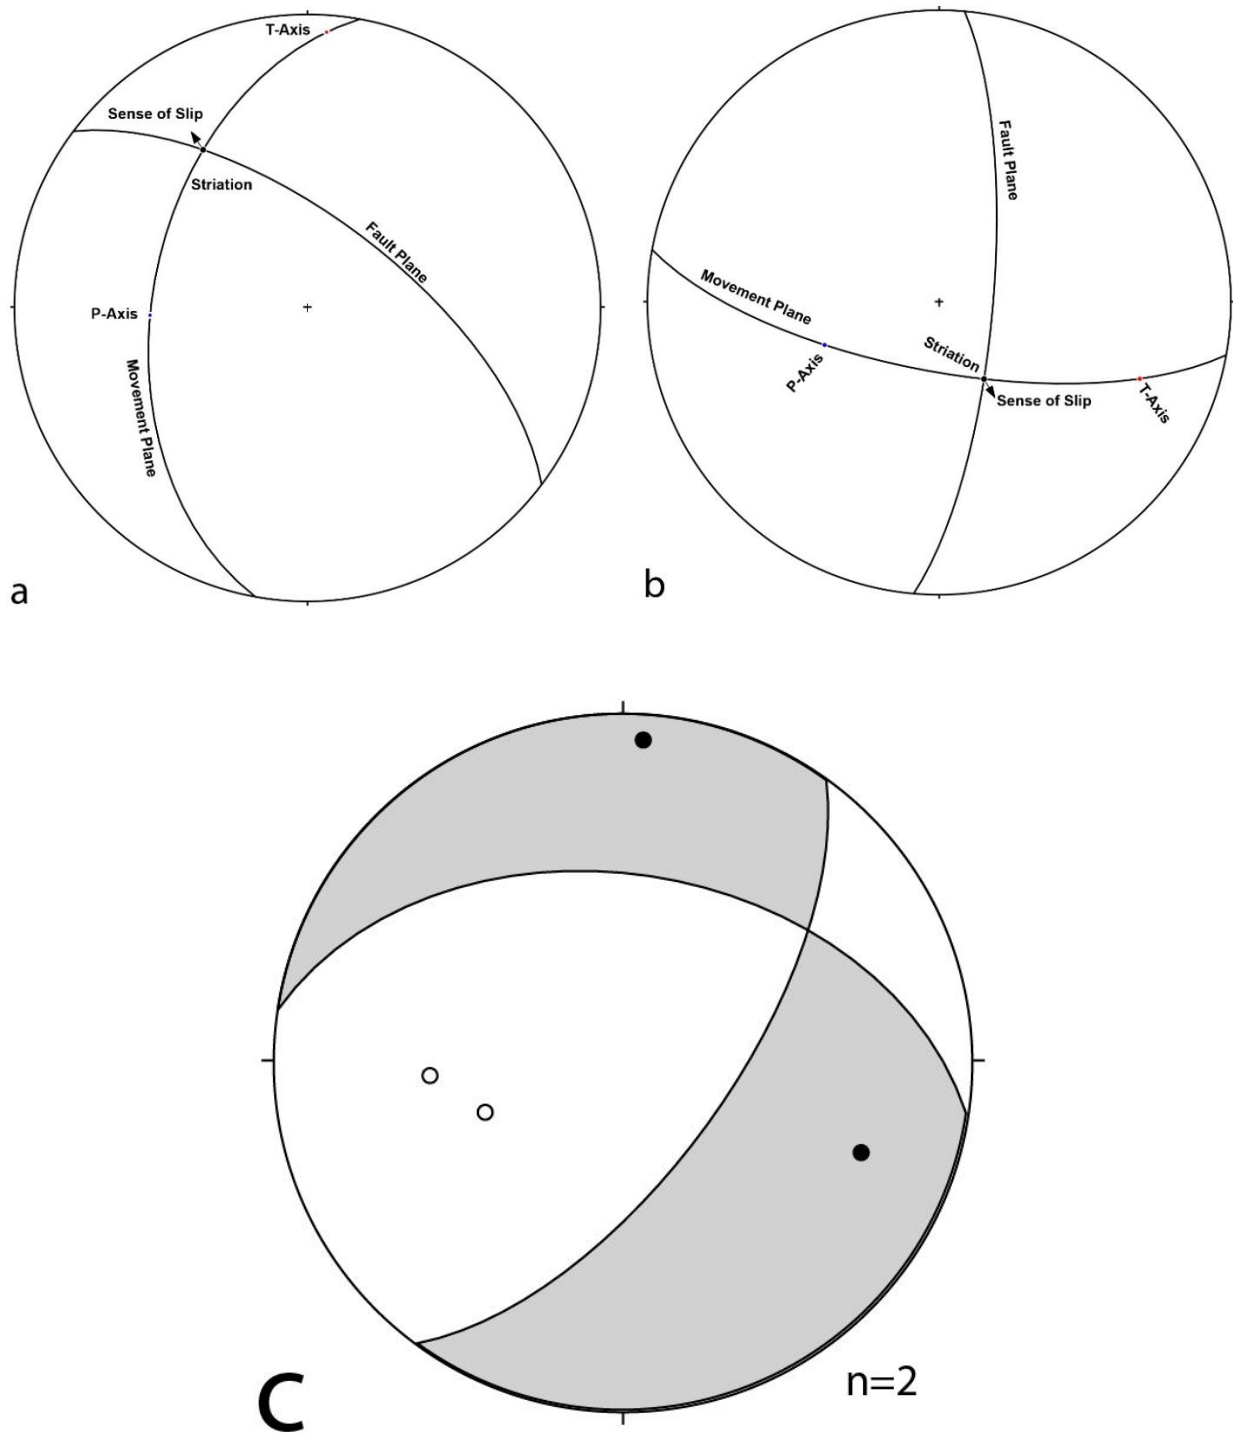 T-Axis
Sense of Slip
Striation
Fault Plane
P-Axis
Movement Plane
a
Fault Plane
Movement Plane
Striation
P-Axis
Sense of Slip
T-Axis
b
n=2
C